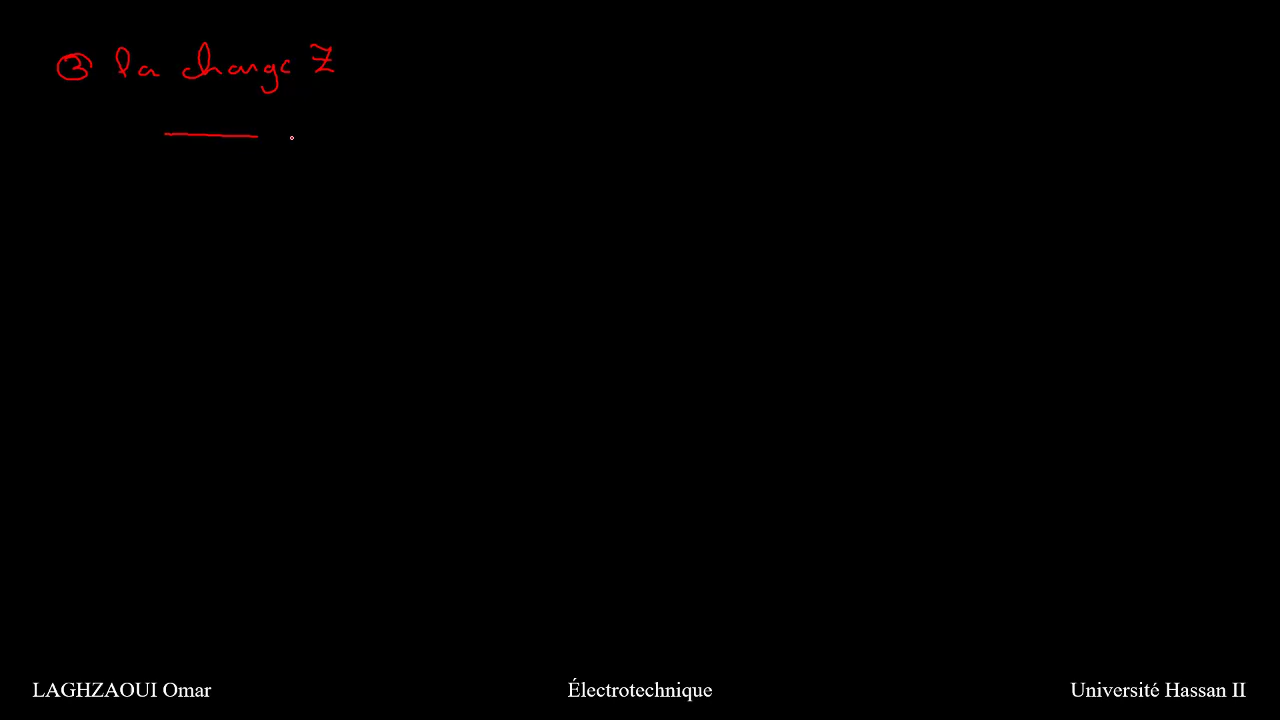 ③ la charge Z
LAGHZAOUI Omar
Électrotechnique
Université Hassan II